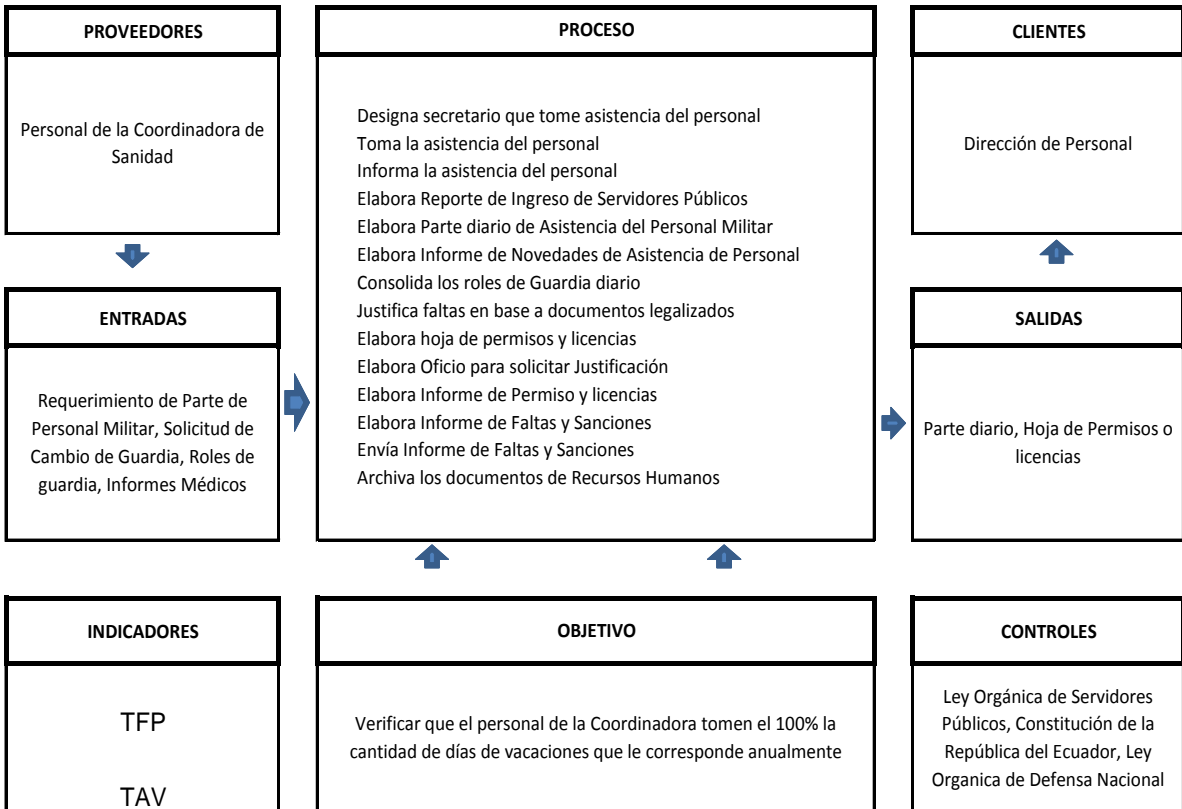 PROVEEDORES
Personal de la Coordinadora de
Sanidad
PROCESO
Designa secretario que tome asistencia del personal
Toma la asistencia del personal
Informa la asistencia del personal
Elabora Reporte de Ingreso de Servidores Públicos
Elabora Parte diario de Asistencia del Personal Militar
Elabora Informe de Novedades de Asistencia de Personal
Consolida los roles de Guardia diario
Justifica faltas en base a documentos legalizados
Elabora hoja de permisos y licencias
Elabora Oficio para solicitar Justificación
Elabora Informe de Permiso y licencias
Elabora Informe de Faltas y Sanciones
Envía Informe de Faltas y Sanciones
Archiva los documentos de Recursos Humanos
CLIENTES
Dirección de Personal
ENTRADAS
Requerimiento de Parte de
Personal Militar, Solicitud de
Cambio de Guardia, Roles de
guardia, Informes Médicos
SALIDAS
Parte diario, Hoja de Permisos o
licencias
INDICADORES
TFP
TAV
OBJETIVO
Verificar que el personal de la Coordinadora tomen el 100% la
cantidad de días de vacaciones que le corresponde anualmente
CONTROLES
Ley Orgánica de Servidores
Públicos, Constitución de la
República del Ecuador, Ley
Organica de Defensa Nacional